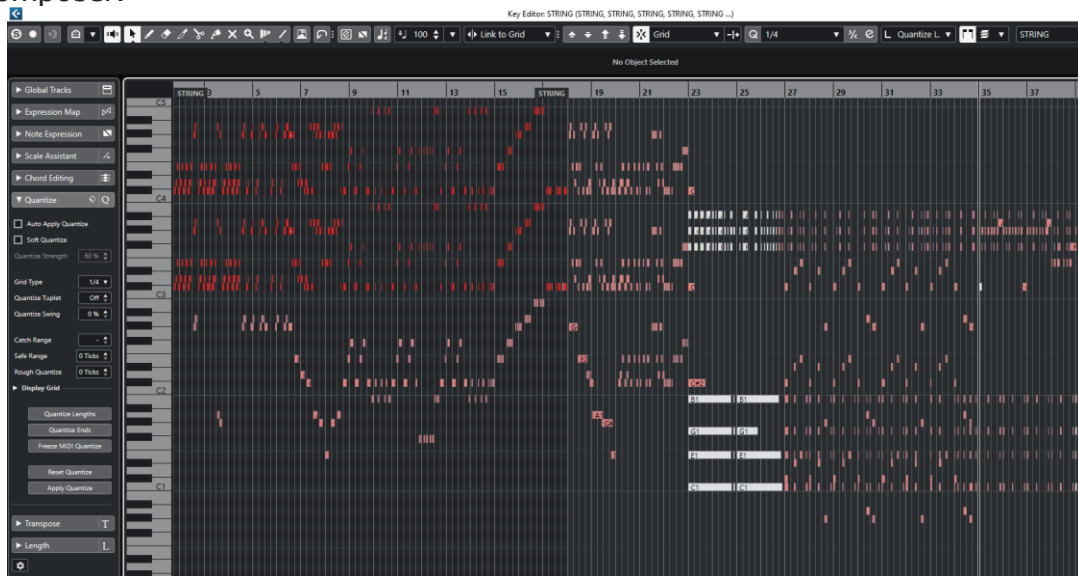 omposer.
Key Editor: STRING (STRING, STRING, STRING, STRING, STRING ...)
100 Link to Grid Grid Q 1/4 L Quantize L. STRING
No Object Selected
Global Tracks
Expression Map
Note Expression
Scale Assistant
Chord Editing
Quantize Q
Auto Apply Quantize
Soft Quantize
Quantize Strength 60 %
Grid Type 1/4
Quantize Tuplet Off
Quantize Swing 0 %
Catch Range -
Safe Range 0 Ticks
Rough Quantize 0 Ticks
Display Grid
Quantize Lengths
Quantize Ends
Freeze MIDI Quantize
Reset Quantize
Apply Quantize
Transpose T
Length L
STRING 3 5 7 9 11 13 15 STRING 19 21 23 25 27 29 31 33 35 37
C5
C4
C3
C2
C1
B1 B1
G1 G1
E1 E1
C1 C1